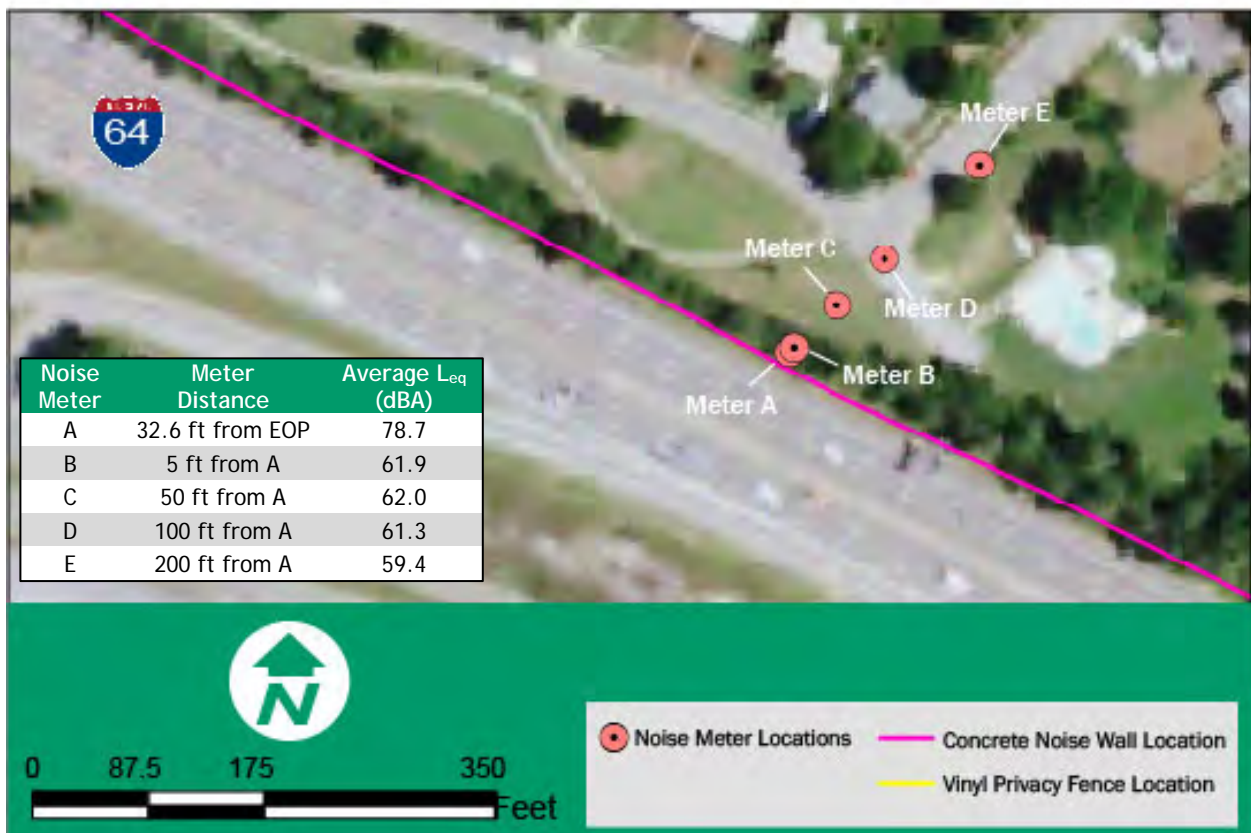 64
Meter E
Meter C
Meter D
Meter B
Meter A
Noise Meter Meter Distance Average Leq (dBA)
A 32.6 ft from EOP 78.7
B 5 ft from A 61.9
C 50 ft from A 62.0
D 100 ft from A 61.3
E 200 ft from A 59.4
N
0 87.5 175 350
Feet
Noise Meter Locations
Concrete Noise Wall Location
Vinyl Privacy Fence Location